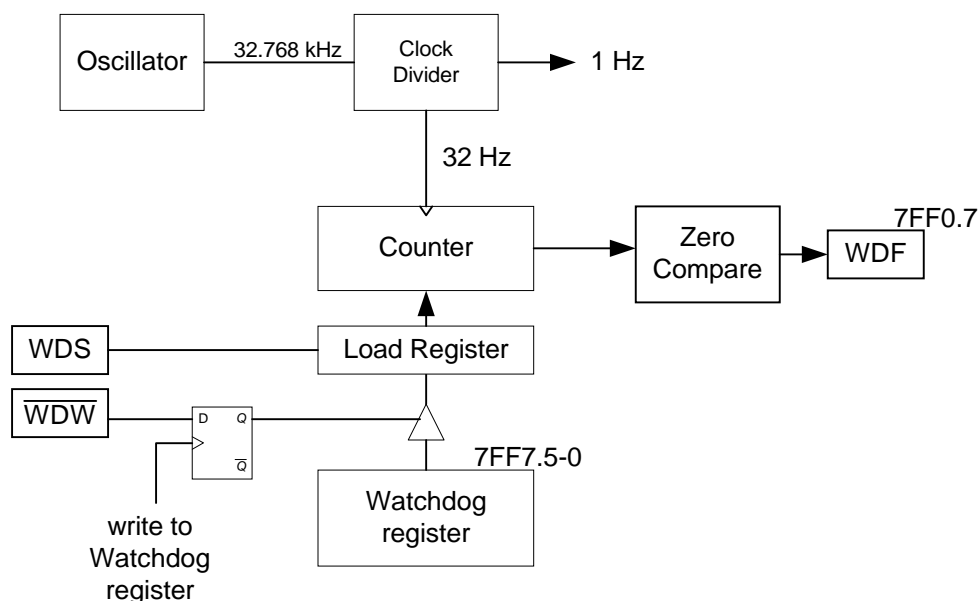 Oscillator
32.768 kHz
Clock
Divider
1 Hz
32 Hz
Counter
Zero
Compare
7FF0.7
WDF
WDS
Load Register
W̅D̅W̅
D
Q
Q̅
7FF7.5-0
Watchdog
register
write to
Watchdog
register